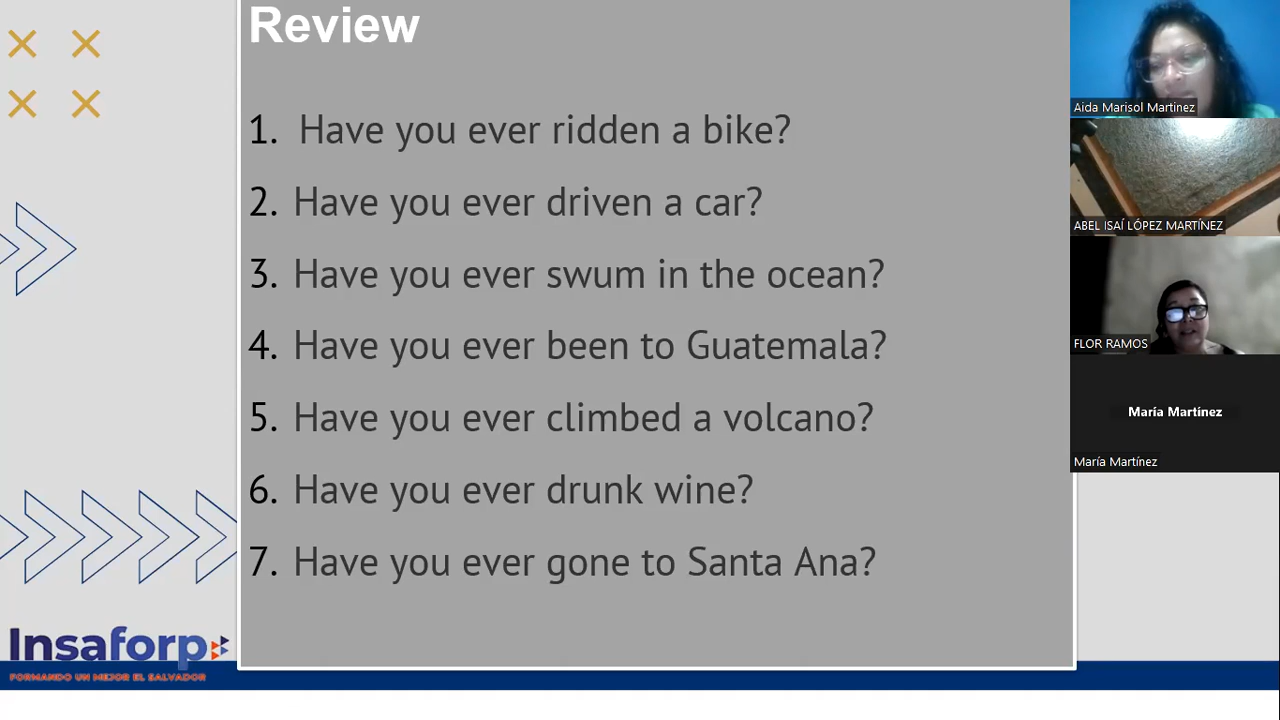 Review
1. Have you ever ridden a bike?
2. Have you ever driven a car?
3. Have you ever swum in the ocean?
4. Have you ever been to Guatemala?
5. Have you ever climbed a volcano?
6. Have you ever drunk wine?
7. Have you ever gone to Santa Ana?
Insaforp
FORMANDO UN MEJOR EL SALVADOR
Aida Marisol Martinez
ABEL ISAÍ LÓPEZ MARTÍNEZ
FLOR RAMOS
María Martínez
María Martínez